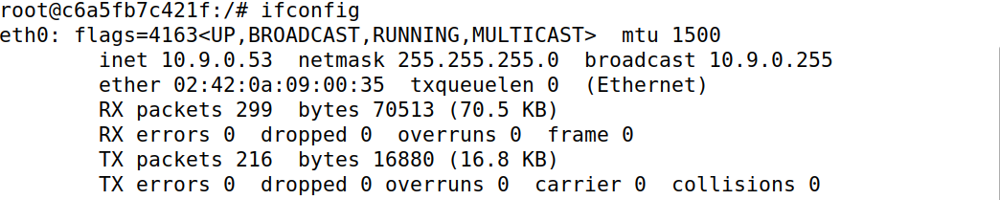 root@c6a5fb7c421f:/# ifconfig
eth0: flags=4163<UP,BROADCAST,RUNNING,MULTICAST>  mtu 1500
        inet 10.9.0.53  netmask 255.255.255.0  broadcast 10.9.0.255
        ether 02:42:0a:09:00:35  txqueuelen 0  (Ethernet)
        RX packets 299  bytes 70513 (70.5 KB)
        RX errors 0  dropped 0  overruns 0  frame 0
        TX packets 216  bytes 16880 (16.8 KB)
        TX errors 0  dropped 0 overruns 0  carrier 0  collisions 0